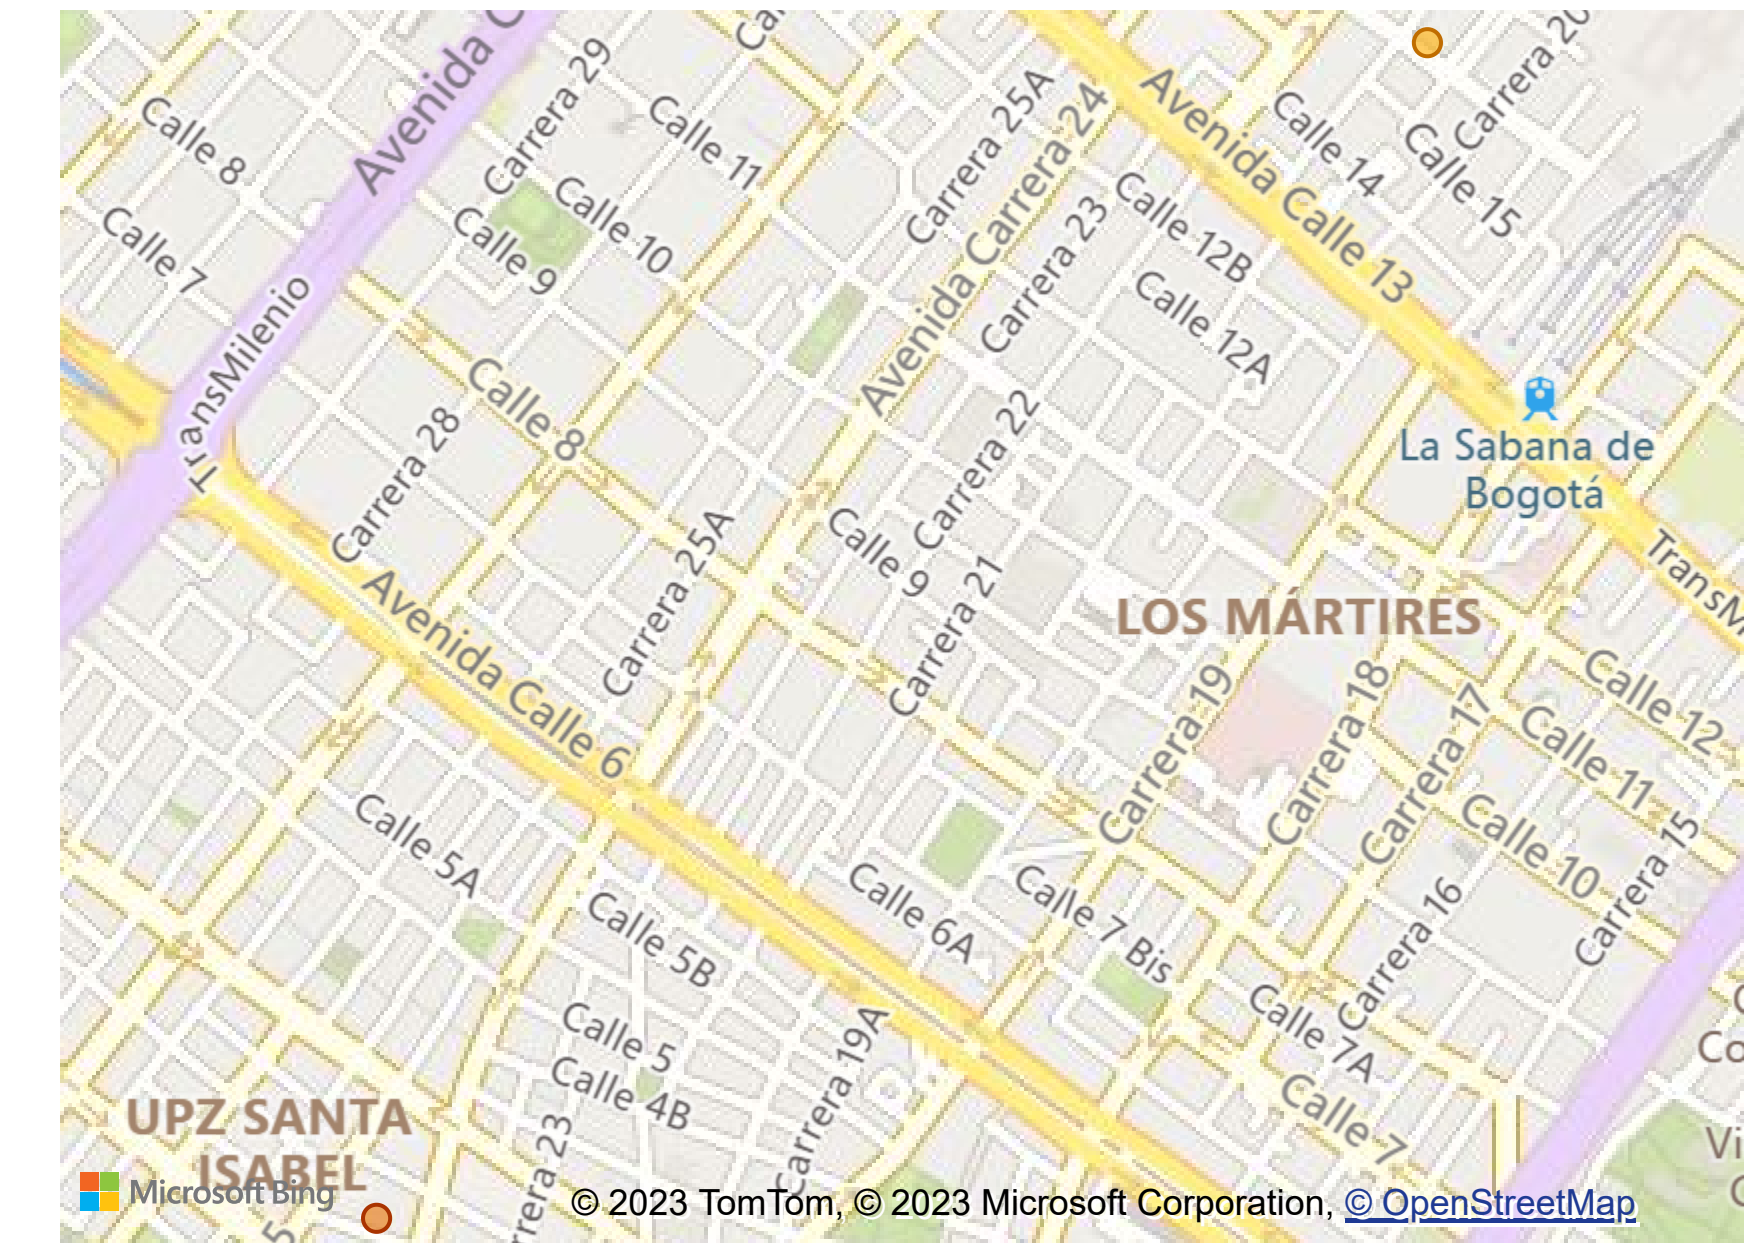 Avenida C
Ca
Carrera 29
Carrera 20
Calle 8
Calle 11
Carrera 25A
Avenida Carrera 24
Avenida Calle 13
Calle 14
Calle 15
Calle 7
Calle 9
Calle 10
Carrera 23
Calle 12B
Calle 12A
TransMilenio
Calle 8
Carrera 28
Carrera 22
La Sabana de
Bogotá
Carrera 25A
Calle 9
Carrera 21
TransM
Avenida Calle 6
LOS MÁRTIRES
Carrera 19
Carrera 18
Carrera 17
Calle 12
Calle 11
Calle 5A
Calle 10
Carrera 15
Calle 6A
Calle 7 Bis
Carrera 16
Calle 5B
Calle 5
Calle 4B
Carrera 19A
Calle 7A
Calle 7
Co
Vi
UPZ SANTA
ISABEL
rrera 23
Microsoft Bing
© 2023 TomTom, © 2023 Microsoft Corporation, © OpenStreetMap